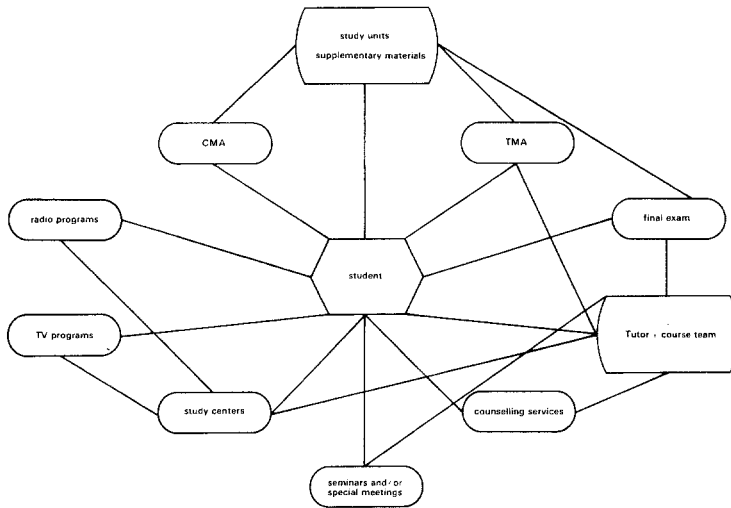 study units
supplementary materials
CMA
TMA
radio programs
final exam
student
TV programs
Tutor + course team
study centers
counselling services
seminars and/or
special meetings